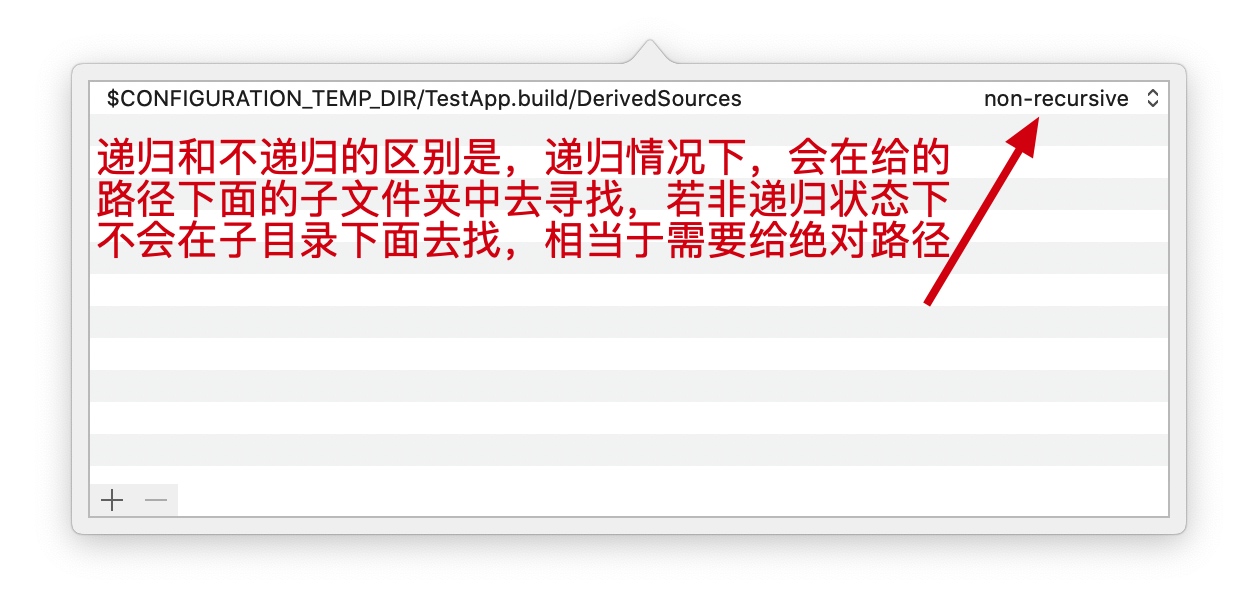 $CONFIGURATION_TEMP_DIR/TestApp.build/DerivedSources non-recursive
递归和不递归的区别是，递归情况下，会在给的
路径下面的子文件夹中去寻找，若非递归状态下
不会在子目录下面去找，相当于需要给绝对路径